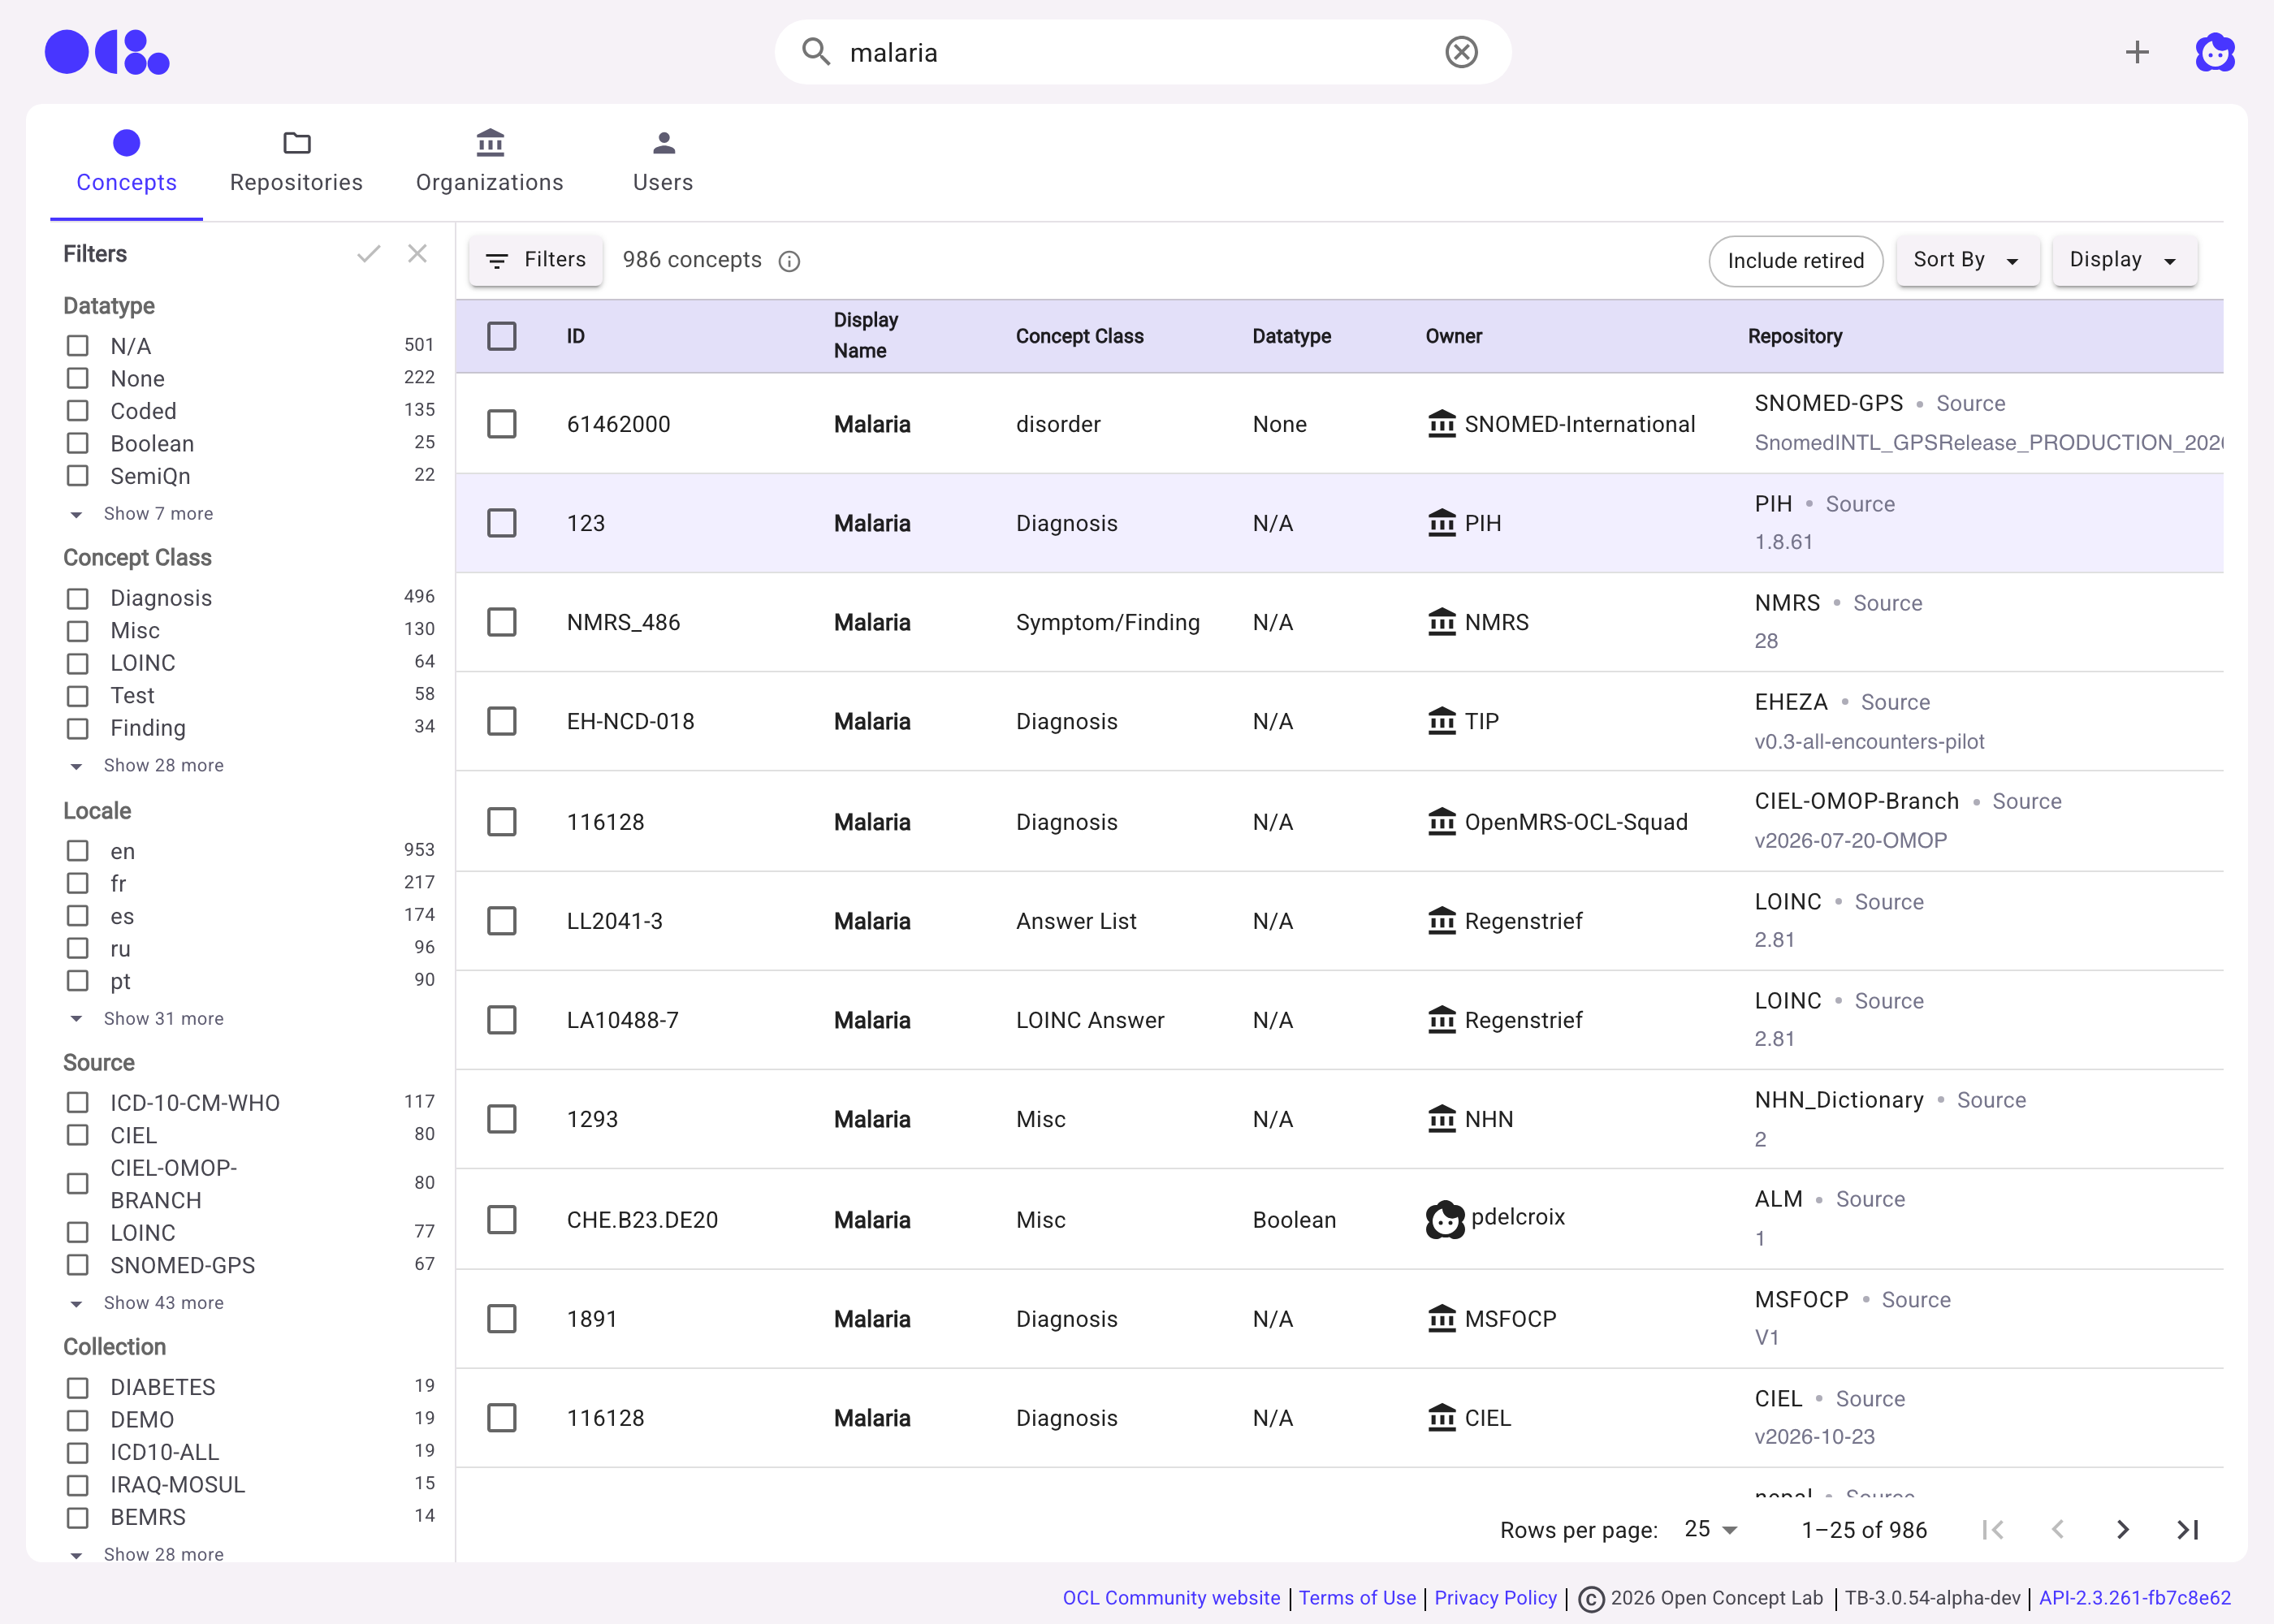 malaria
Concepts
Repositories
Organizations
Users
Filters
Datatype
N/A 501
None 222
Coded 135
Boolean 25
SemiQn 22
Show 7 more
Concept Class
Diagnosis 496
Misc 130
LOINC 64
Test 58
Finding 34
Show 28 more
Locale
en 953
fr 217
es 174
ru 96
pt 90
Show 31 more
Source
ICD-10-CM-WHO 117
CIEL 80
CIEL-OMOP-
BRANCH 80
LOINC 77
SNOMED-GPS 67
Show 43 more
Collection
DIABETES 19
DEMO 19
ICD10-ALL 19
IRAQ-MOSUL 15
BEMRS 14
Show 28 more
Filters 986 concepts Include retired Sort By Display
ID Display Name Concept Class Datatype Owner Repository
61462000 Malaria disorder None SNOMED-International SNOMED-GPS • Source
SnomedINTL_GPSRelease_PRODUCTION_202
123 Malaria Diagnosis N/A PIH PIH • Source
1.8.61
NMRS_486 Malaria Symptom/Finding N/A NMRS NMRS • Source
28
EH-NCD-018 Malaria Diagnosis N/A TIP EHEZA • Source
v0.3-all-encounters-pilot
116128 Malaria Diagnosis N/A OpenMRS-OCL-Squad CIEL-OMOP-Branch • Source
v2026-07-20-OMOP
LL2041-3 Malaria Answer List N/A Regenstrief LOINC • Source
2.81
LA10488-7 Malaria LOINC Answer N/A Regenstrief LOINC • Source
2.81
1293 Malaria Misc N/A NHN NHN_Dictionary • Source
2
CHE.B23.DE20 Malaria Misc Boolean pdelcroix ALM • Source
1
1891 Malaria Diagnosis N/A MSFOCP MSFOCP • Source
V1
116128 Malaria Diagnosis N/A CIEL CIEL • Source
v2026-10-23
nepal • Source
Rows per page: 25 1–25 of 986
OCL Community website | Terms of Use | Privacy Policy | © 2026 Open Concept Lab | TB-3.0.54-alpha-dev | API-2.3.261-fb7c8e62